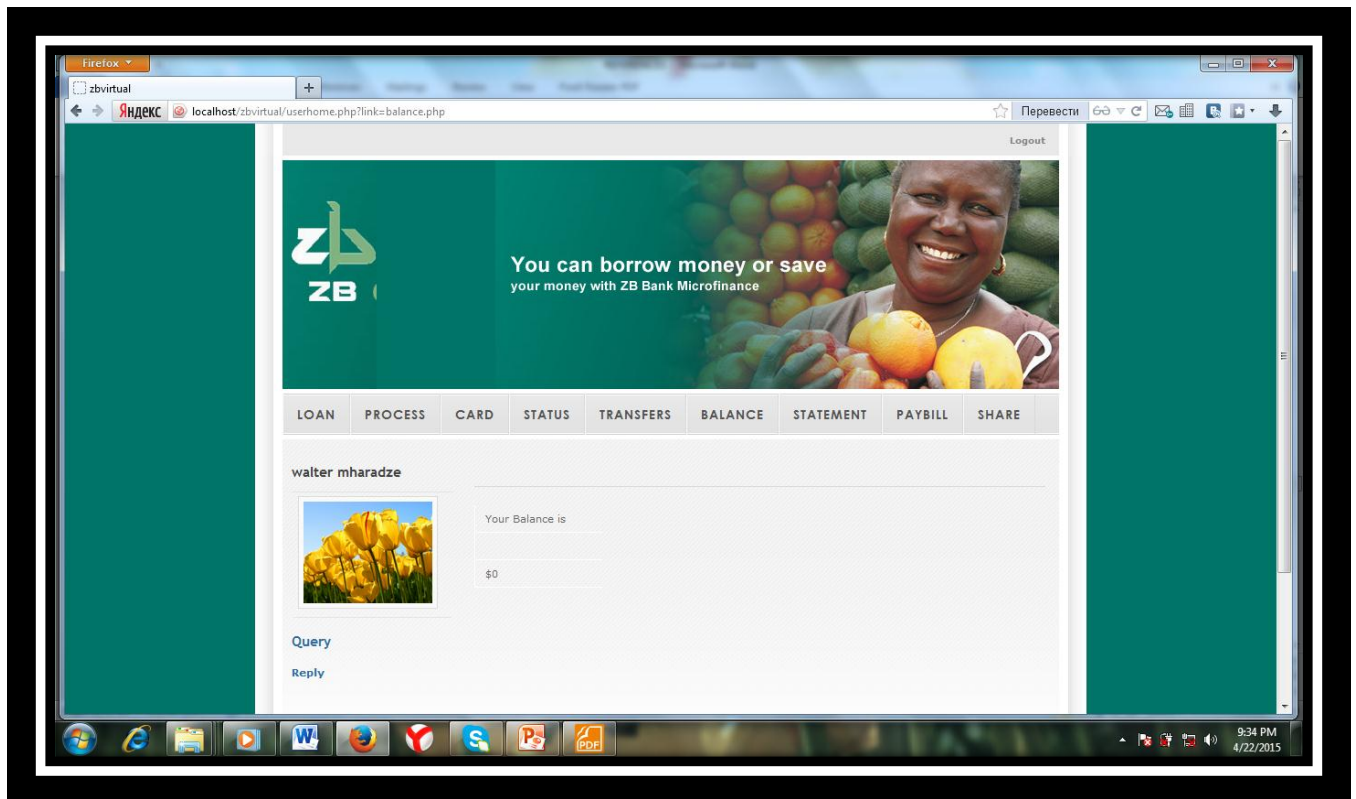 Firefox
zbvirtual
Яндекс localhost/zbvirtual/userhome.php?link=balance.php Перевести
Logout
zb
ZB
You can borrow money or save
your money with ZB Bank Microfinance
LOAN PROCESS CARD STATUS TRANSFERS BALANCE STATEMENT PAYBILL SHARE
walter mharadze
Your Balance is
$0
Query
Reply
PDF
9:34 PM
4/22/2015